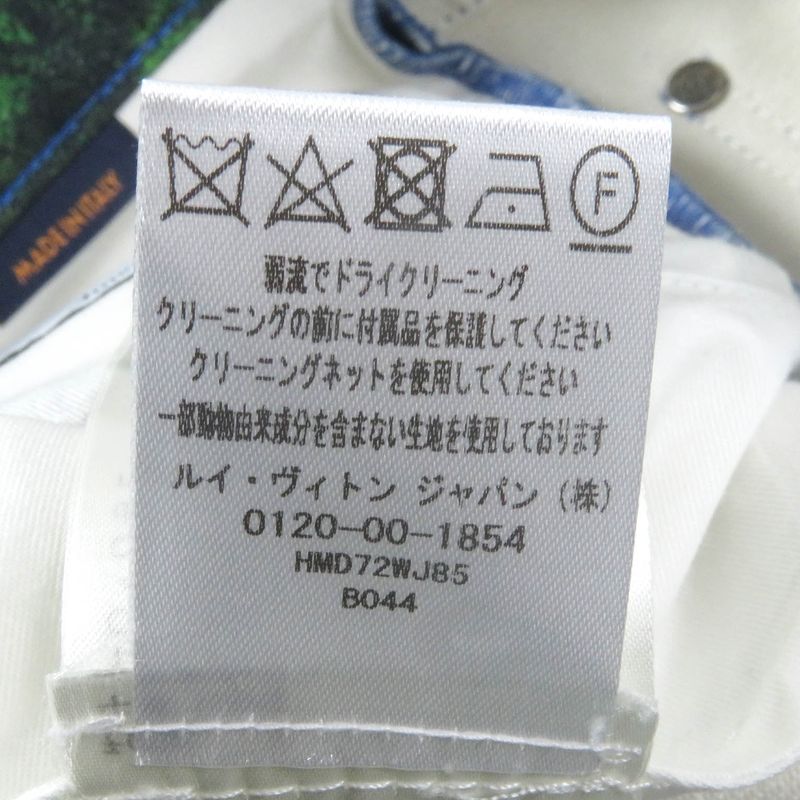 MADE IN ITALY
F
弱流でドライクリーニング
クリーニングの前に付属品を保護してください
クリーニングネットを使用してください
一部動物由来成分を含まない生地を使用しております
ルイ・ヴィトン ジャパン（株）
0120-00-1854
HMD72WJ85
B044